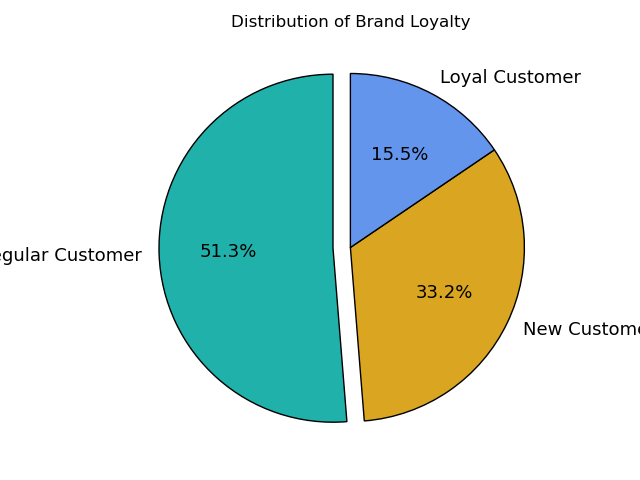 Distribution of Brand Loyalty
Loyal Customer
15.5%
51.3%
egular Customer
33.2%
New Custome